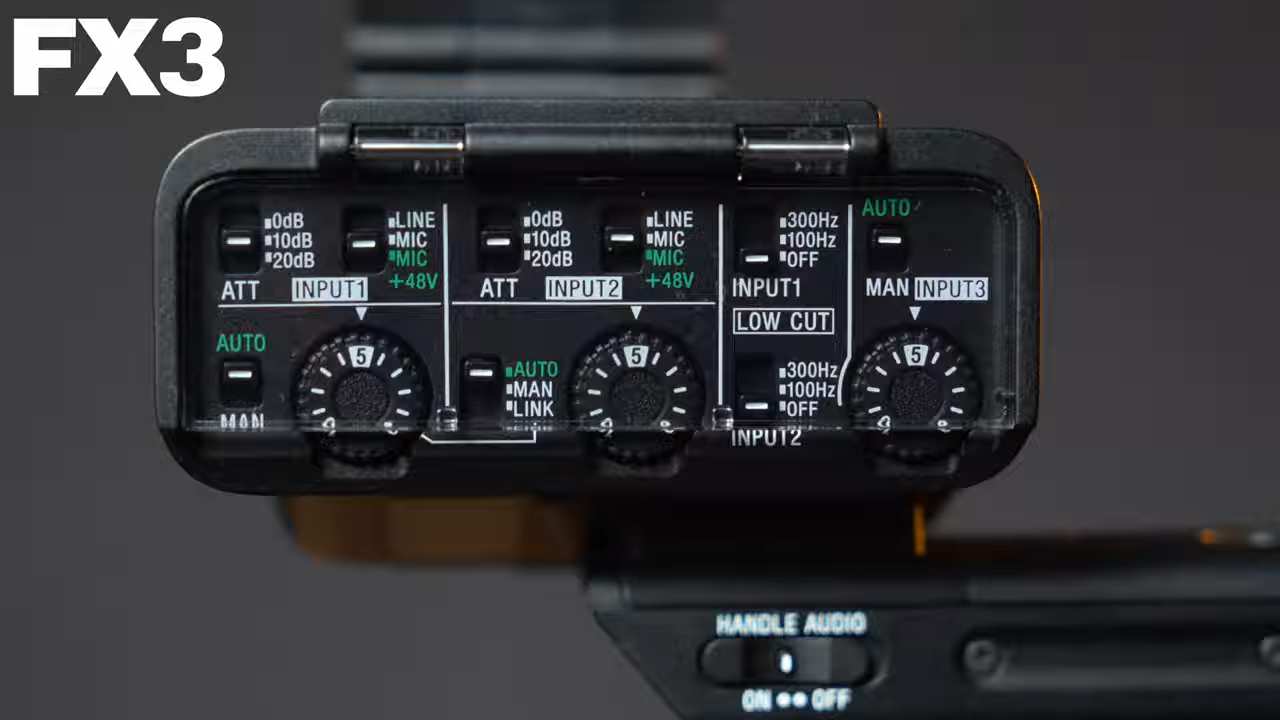 FX3
0dB
10dB
20dB
ATT
INPUT1
LINE
MIC
MIC
+48V
0dB
10dB
20dB
ATT
INPUT2
LINE
MIC
MIC
+48V
300Hz
100Hz
OFF
INPUT1
LOW CUT
300Hz
100Hz
OFF
INPUT2
AUTO
MAN INPUT3
AUTO
MAN
5
AUTO
MAN
LINK
5
5
HANDLE AUDIO
ON OFF